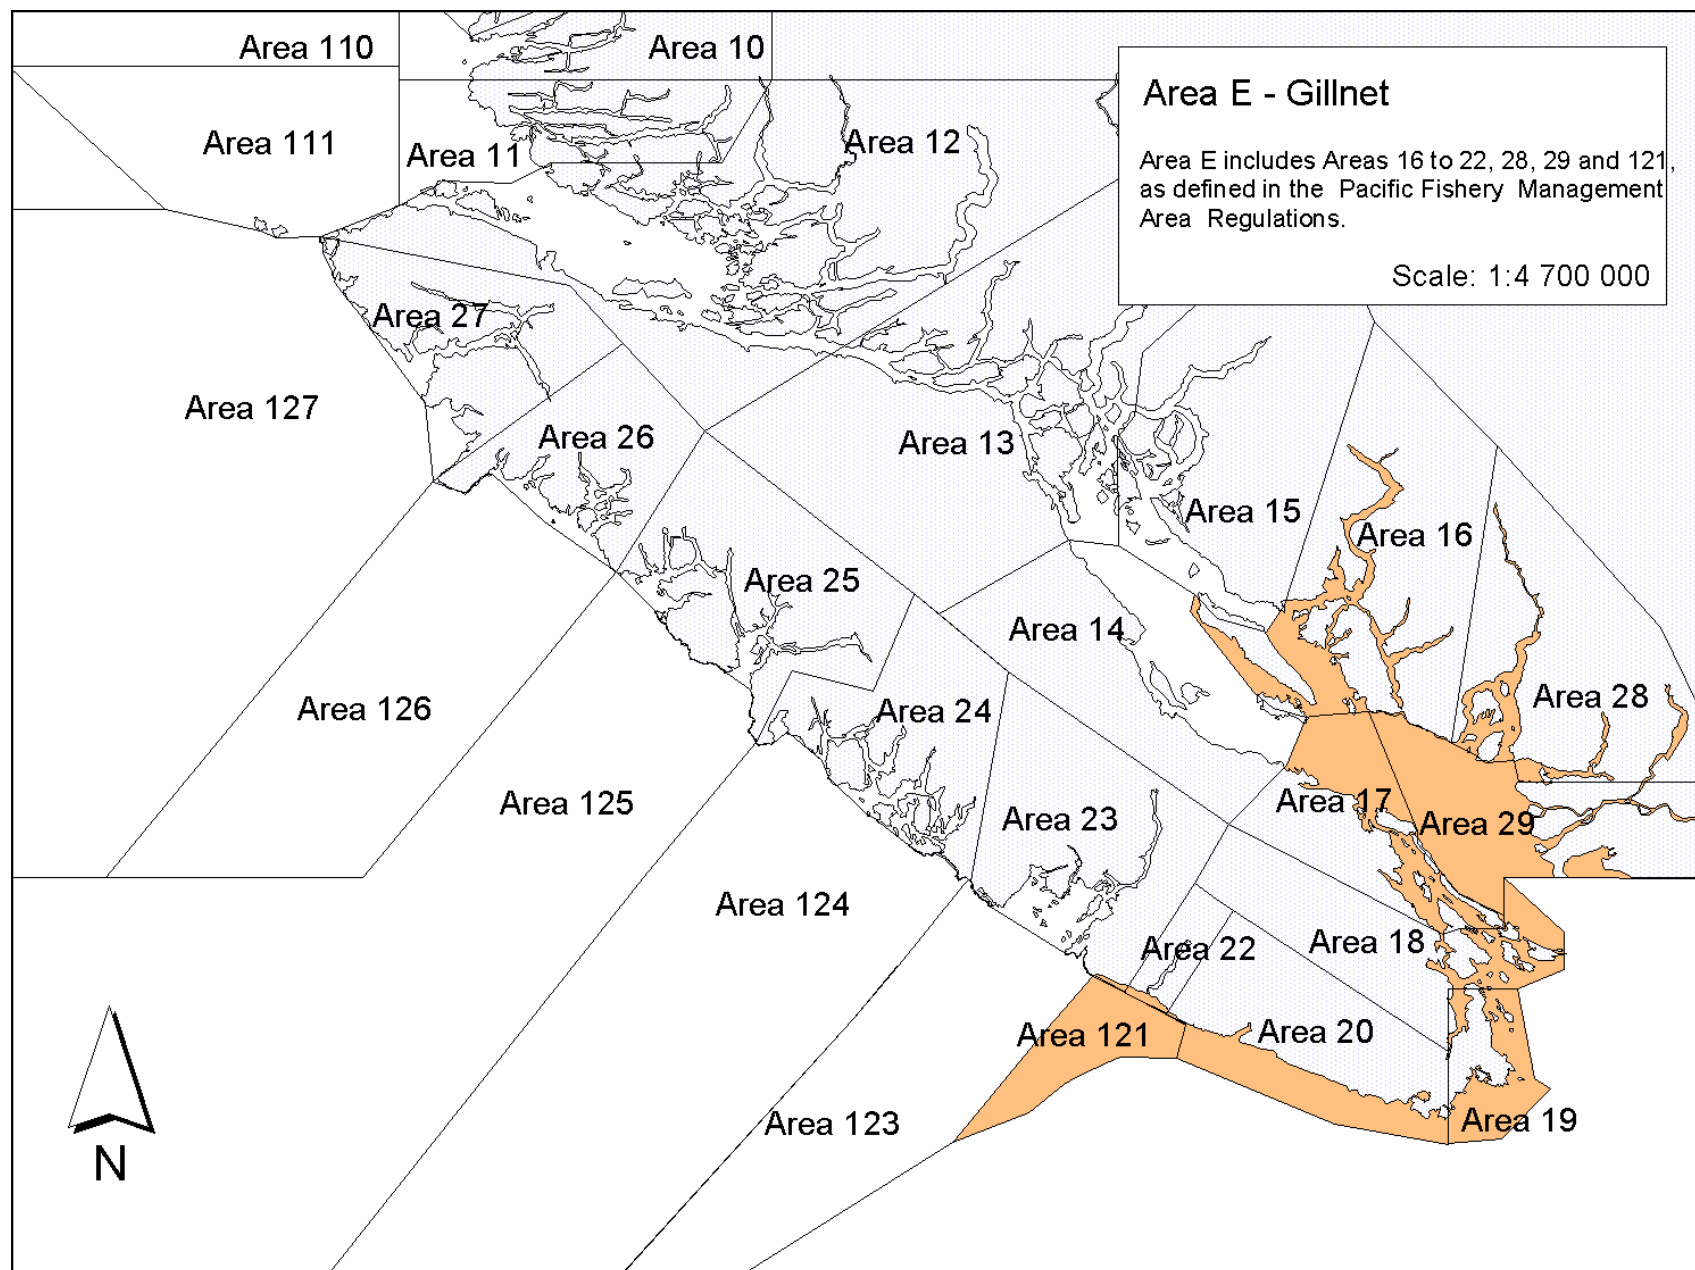 Area 110
Area 10
Area E - Gillnet
Area 111
Area 11
Area 12
Area E includes Areas 16 to 22, 28, 29 and 121,
as defined in the Pacific Fishery Management
Area Regulations.
Scale: 1:4 700 000
Area 27
Area 127
Area 26
Area 13
Area 15
Area 16
Area 25
Area 14
Area 126
Area 24
Area 28
Area 125
Area 23
Area 17
Area 29
Area 124
Area 22
Area 18
Area 121
Area 20
Area 123
Area 19
N